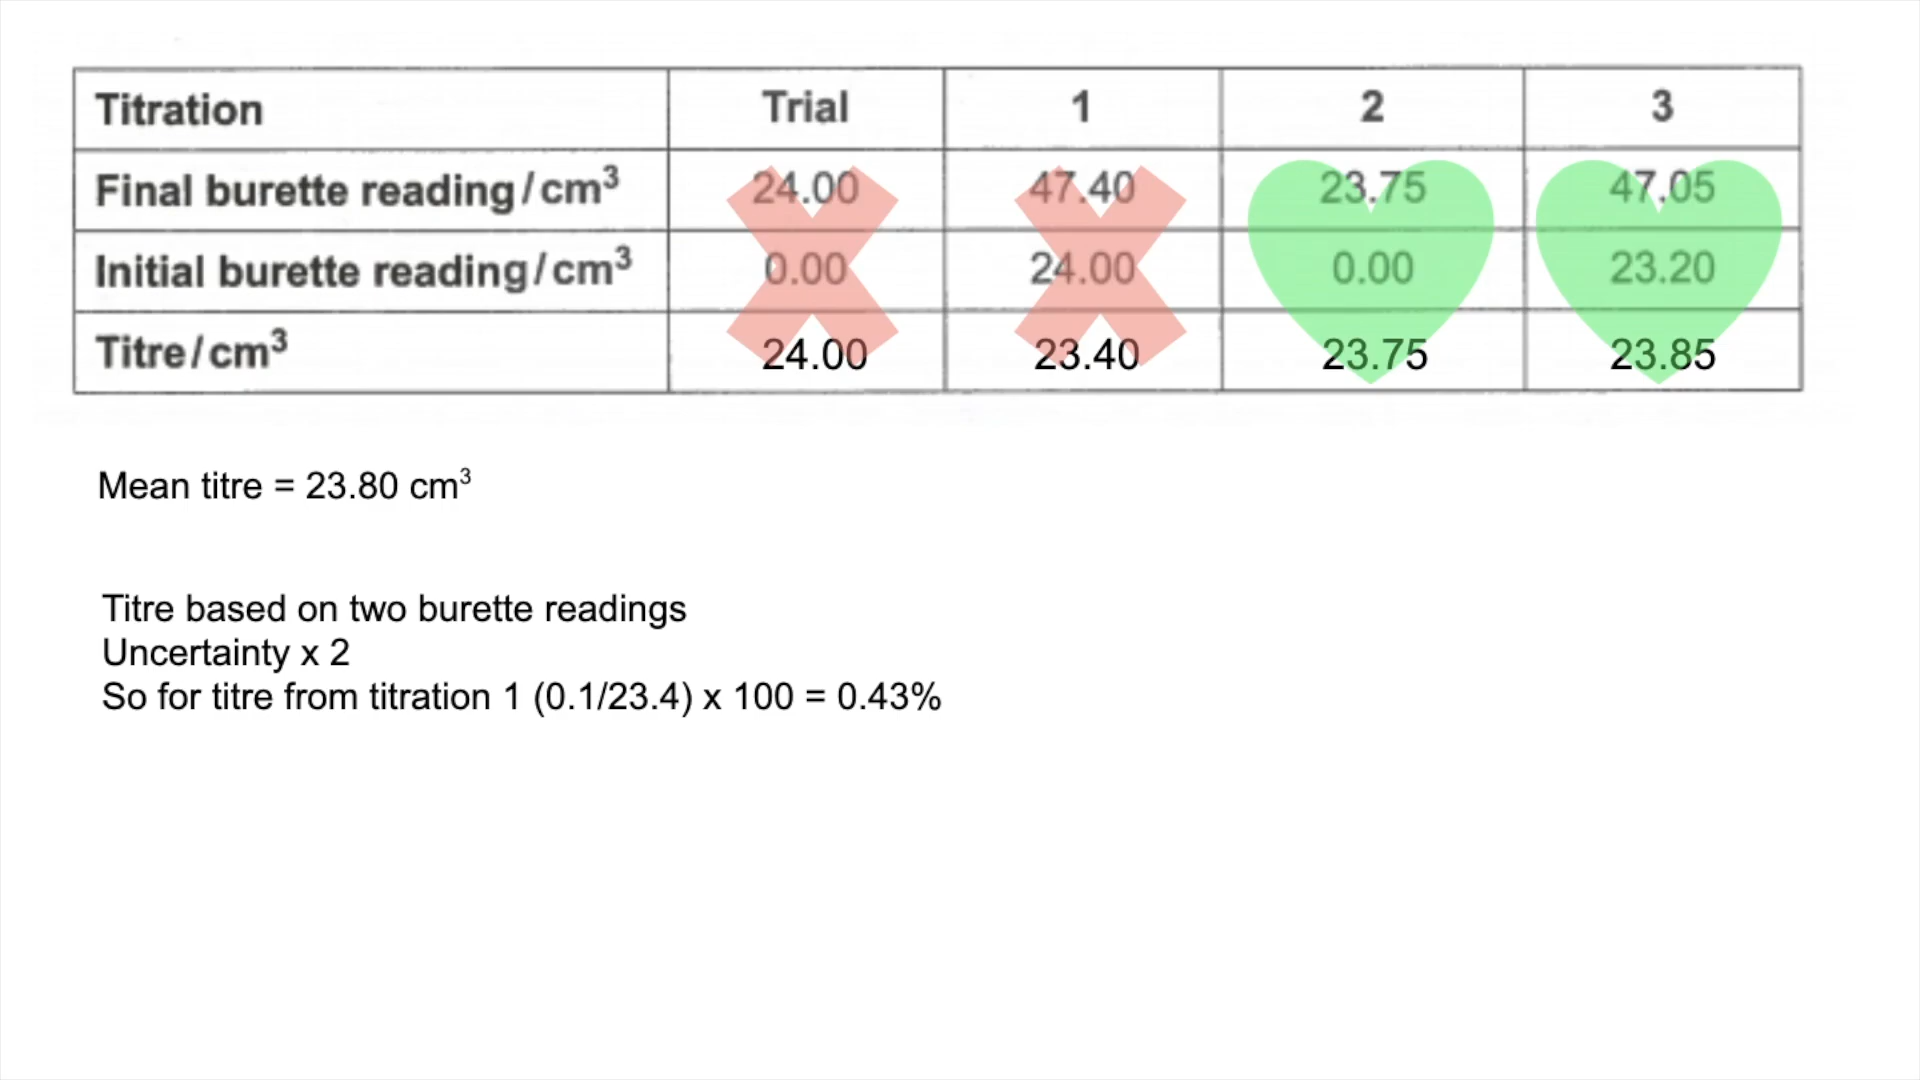 Titration Trial 1 2 3
Final burette reading/cm³ 24.00 47.40 23.75 47.05
Initial burette reading/cm³ 0.00 24.00 0.00 23.20
Titre/cm³ 24.00 23.40 23.75 23.85
Mean titre = 23.80 cm³
Titre based on two burette readings
Uncertainty x 2
So for titre from titration 1 (0.1/23.4) x 100 = 0.43%